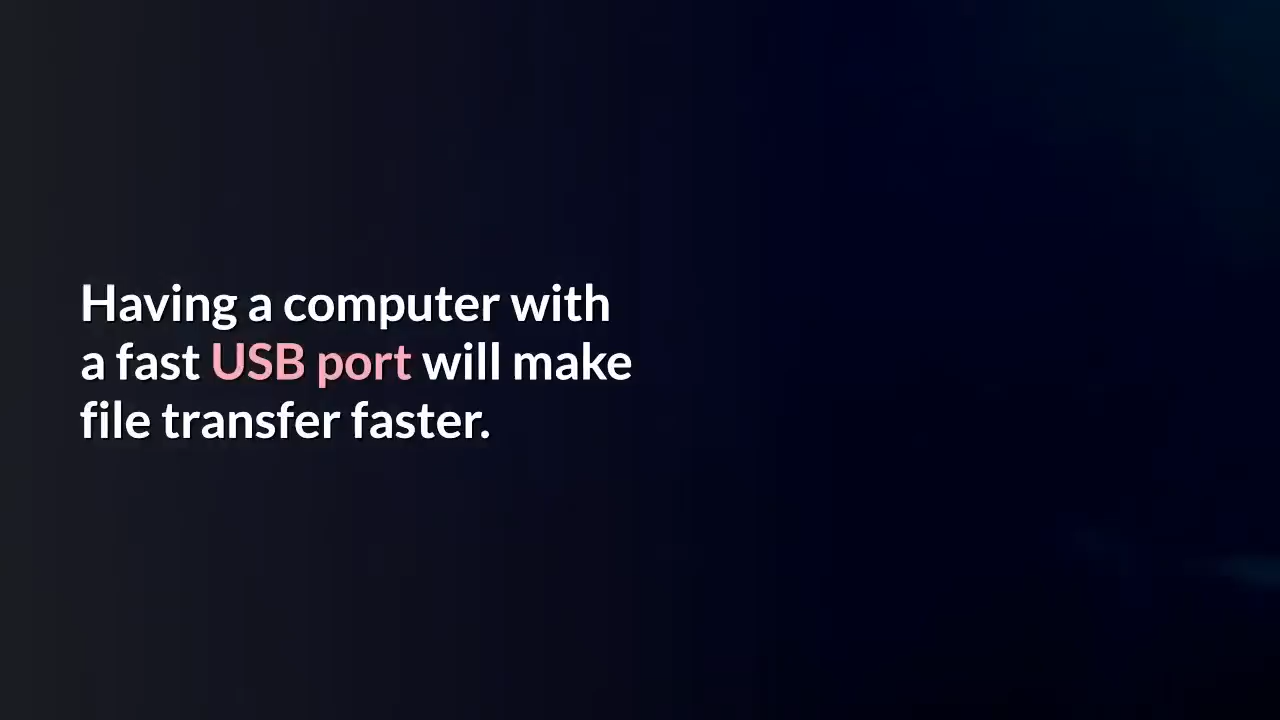 Having a computer with
a fast USB port will make
file transfer faster.